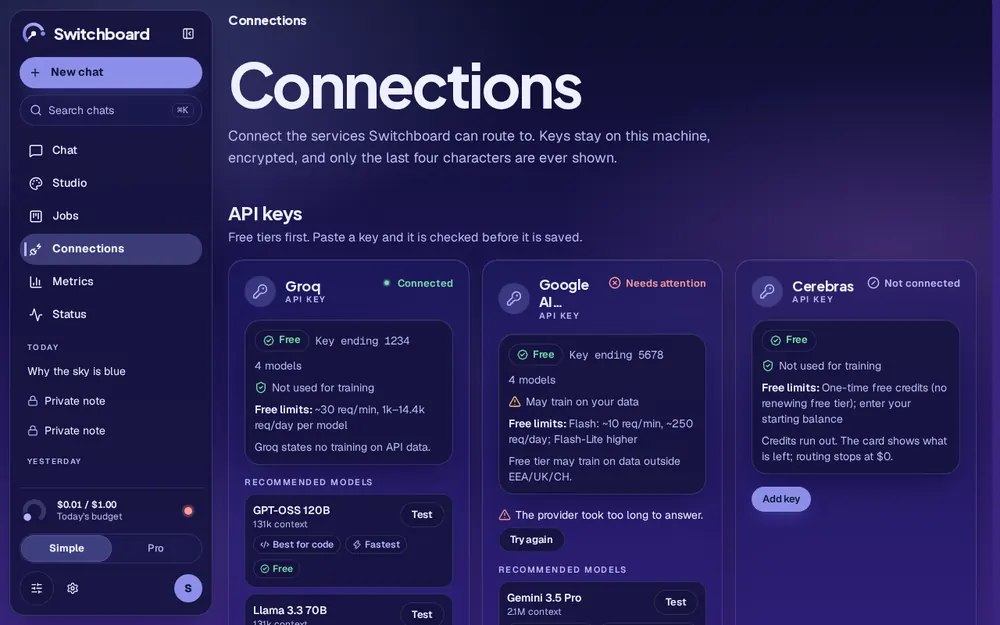 Switchboard
New chat
Search chats
⌘K
Chat
Studio
Jobs
Connections
Metrics
Status
TODAY
Why the sky is blue
Private note
Private note
YESTERDAY
$0.01 / $1.00
Today's budget
Simple
Pro
S
Connections
Connections
Connect the services Switchboard can route to. Keys stay on this machine,
encrypted, and only the last four characters are ever shown.
API keys
Free tiers first. Paste a key and it is checked before it is saved.
Groq
API KEY
Connected
Free
Key ending 1234
4 models
Not used for training
Free limits: ~30 req/min, 1k–14.4k
req/day per model
Groq states no training on API data.
RECOMMENDED MODELS
GPT-OSS 120B
131k context
Test
Best for code
Fastest
Free
Llama 3.3 70B
131k context
Test
Google
AI...
API KEY
Needs attention
Free
Key ending 5678
4 models
May train on your data
Free limits: Flash: ~10 req/min, ~250
req/day; Flash-Lite higher
Free tier may train on data outside
EEA/UK/CH.
The provider took too long to answer.
Try again
RECOMMENDED MODELS
Gemini 3.5 Pro
2.1M context
Test
Cerebras
API KEY
Not connected
Free
Not used for training
Free limits: One-time free credits (no
renewing free tier); enter your
starting balance
Credits run out. The card shows what
is left; routing stops at $0.
Add key